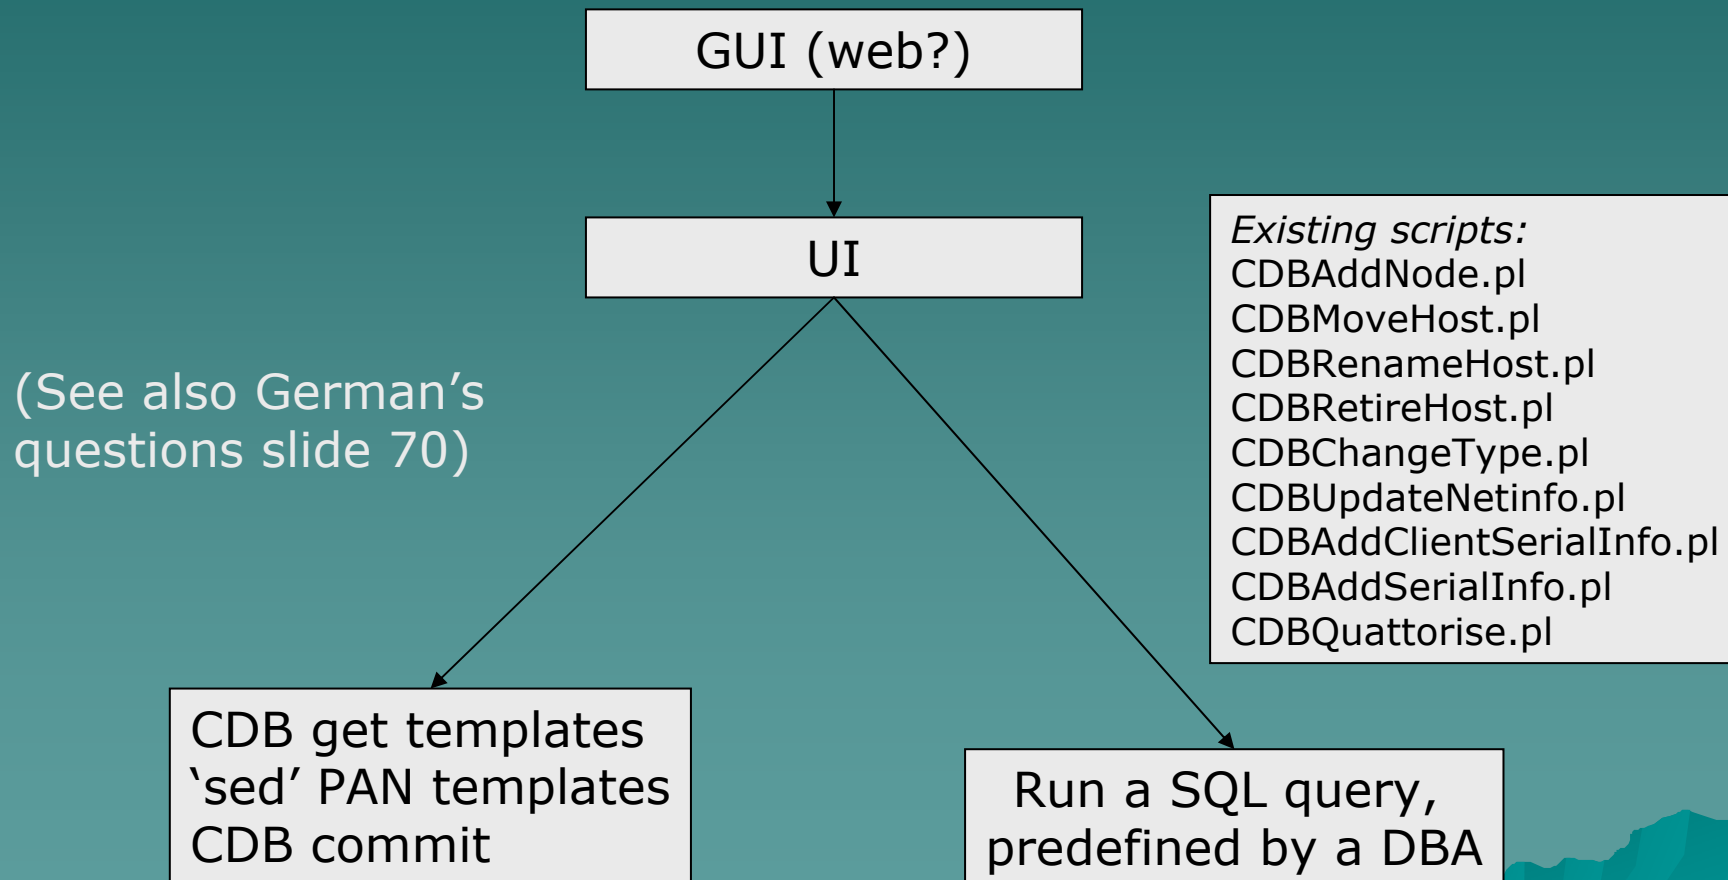 GUI (web?)
UI
Existing scripts:
CDBAddNode.pl
CDBMoveHost.pl
CDBRenameHost.pl
CDBRetireHost.pl
CDBChangeType.pl
CDBUpdateNetinfo.pl
CDBAddClientSerialInfo.pl
CDBAddSerialInfo.pl
CDBQuattorise.pl
(See also German’s
questions slide 70)
CDB get templates
‘sed’ PAN templates
CDB commit
Run a SQL query,
predefined by a DBA